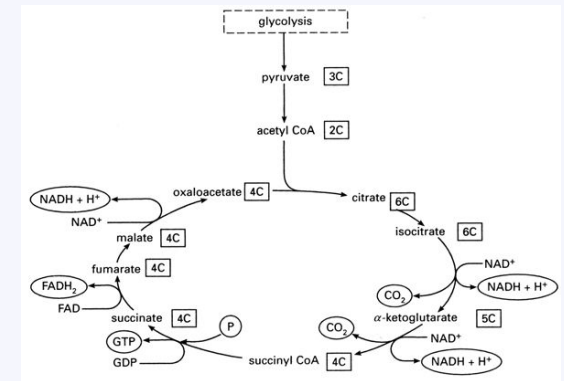 glycolysis
pyruvate 3C
acetyl CoA 2C
oxaloacetate 4C
citrate 6C
isocitrate 6C
NAD⁺
NADH + H⁺
CO₂
α-ketoglutarate 5C
NAD⁺
NADH + H⁺
CO₂
succinyl CoA 4C
P
GTP
GDP
succinate 4C
FADH₂
FAD
fumarate 4C
malate 4C
NADH + H⁺
NAD⁺